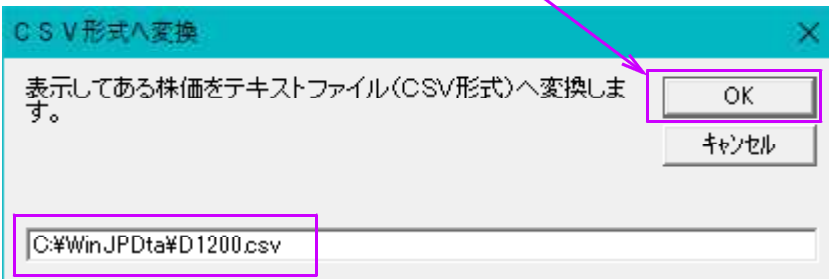 ＣＳＶ形式へ変換
表示してある株価をテキストファイル(CSV形式)へ変換しま
す。
OK
キャンセル
C:¥WinJPDta¥D1200.csv